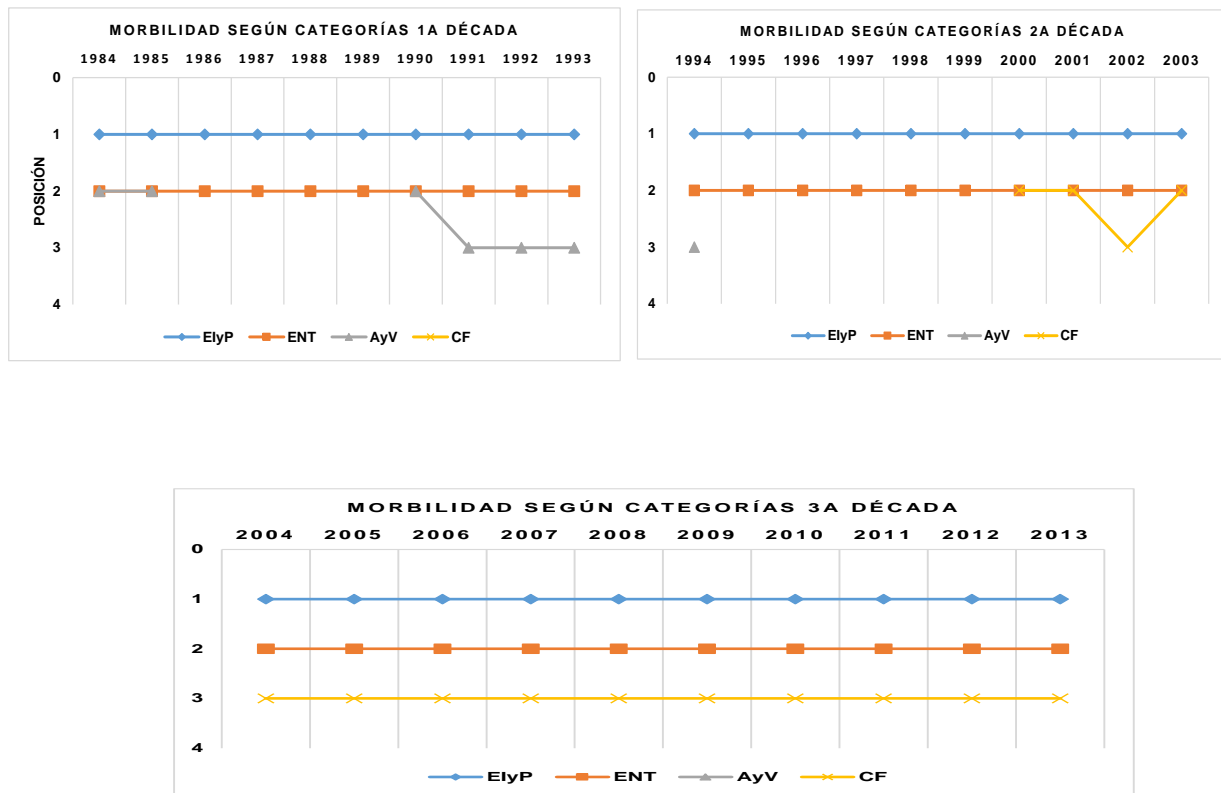 MORBILIDAD SEGÚN CATEGORÍAS 1A DÉCADA
1984 1985 1986 1987 1988 1989 1990 1991 1992 1993
0
1
2
3
4
POSICIÓN
EIyP ENT AyV CF
MORBILIDAD SEGÚN CATEGORÍAS 2A DÉCADA
1994 1995 1996 1997 1998 1999 2000 2001 2002 2003
0
1
2
3
4
EIyP ENT AyV CF
MORBILIDAD SEGÚN CATEGORÍAS 3A DÉCADA
2004 2005 2006 2007 2008 2009 2010 2011 2012 2013
0
1
2
3
4
EIyP ENT AyV CF